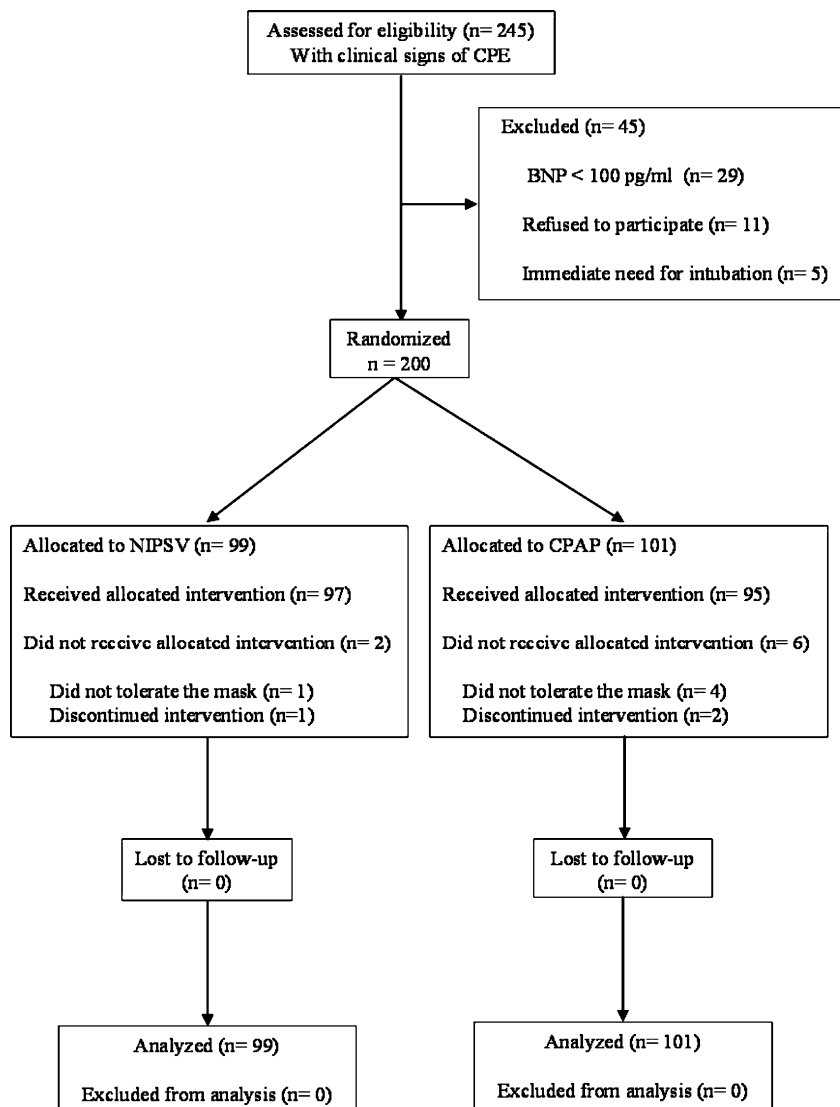 Assessed for eligibility (n= 245)
With clinical signs of CPE
Excluded (n= 45)
BNP < 100 pg/ml (n= 29)
Refused to participate (n= 11)
Immediate need for intubation (n= 5)
Randomized
n = 200
Allocated to NIPSV (n= 99)
Received allocated intervention (n= 97)
Did not receive allocated intervention (n= 2)
Did not tolerate the mask (n= 1)
Discontinued intervention (n=1)
Allocated to CPAP (n= 101)
Received allocated intervention (n= 95)
Did not receive allocated intervention (n= 6)
Did not tolerate the mask (n= 4)
Discontinued intervention (n=2)
Lost to follow-up
(n= 0)
Lost to follow-up
(n= 0)
Analyzed (n= 99)
Excluded from analysis (n= 0)
Analyzed (n= 101)
Excluded from analysis (n= 0)